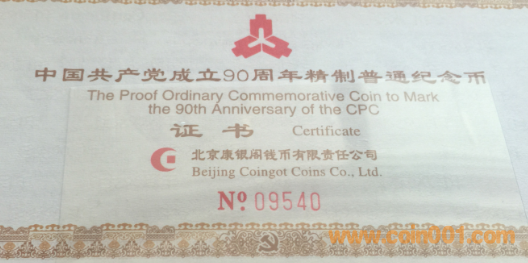 中国共产党成立90周年精制普通纪念币
The Proof Ordinary Commemorative Coin to Mark
the 90th Anniversary of the CPC
证 书 Certificate
北京康银阁钱币有限责任公司
Beijing Coingot Coins Co., Ltd.
№ 09540
www.coin001.com